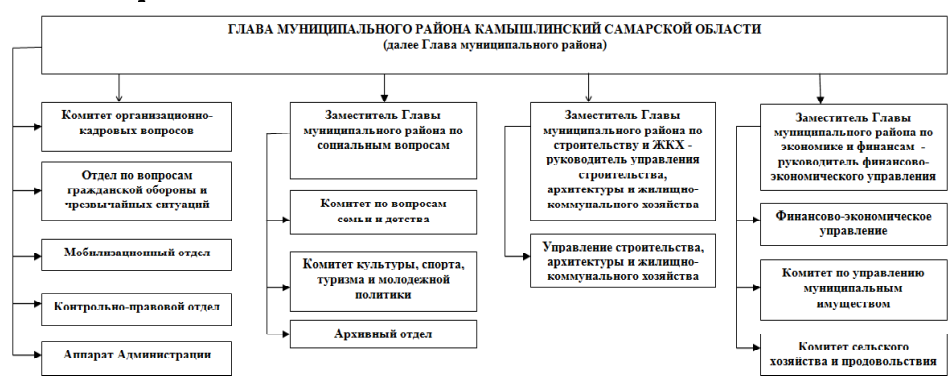 ГЛАВА МУНИЦИПАЛЬНОГО РАЙОНА КАМЫШЛИНСКИЙ САМАРСКОЙ ОБЛАСТИ
(далее Глава муниципального района)
Комитет организационно-
кадровых вопросов
Отдел по вопросам
гражданской обороны и
чрезвычайных ситуаций
Мобилизационный отдел
Контрольно-правовой отдел
Аппарат Администрации
Заместитель Главы
муниципального района по
социальным вопросам
Комитет по вопросам
семьи и детства
Комитет культуры, спорта,
туризма и молодежной
политики
Архивный отдел
Заместитель Главы
муниципального района по
строительству и ЖКХ -
руководитель управления
строительства,
архитектуры и жилищно-
коммунального хозяйства
Управление строительства,
архитектуры и жилищно-
коммунального хозяйства
Заместитель Главы
муниципального района по
экономике и финансам -
руководитель финансово-
экономического управления
Финансово-экономическое
управление
Комитет по управлению
муниципальным
имуществом
Комитет сельского
хозяйства и продовольствия